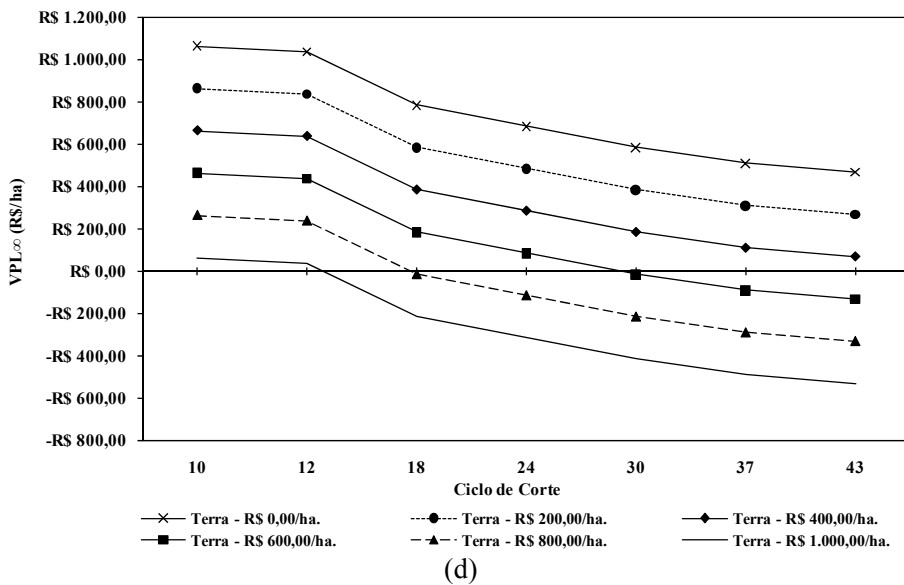 R$ 1.200,00
R$ 1.000,00
R$ 800,00
R$ 600,00
R$ 400,00
R$ 200,00
R$ 0,00
-R$ 200,00
-R$ 400,00
-R$ 600,00
-R$ 800,00
VPL∞ (R$/ha)
10 12 18 24 30 37 43
Ciclo de Corte
Terra - R$ 0,00/ha. Terra - R$ 200,00/ha. Terra - R$ 400,00/ha.
Terra - R$ 600,00/ha. Terra - R$ 800,00/ha. Terra - R$ 1.000,00/ha.
(d)